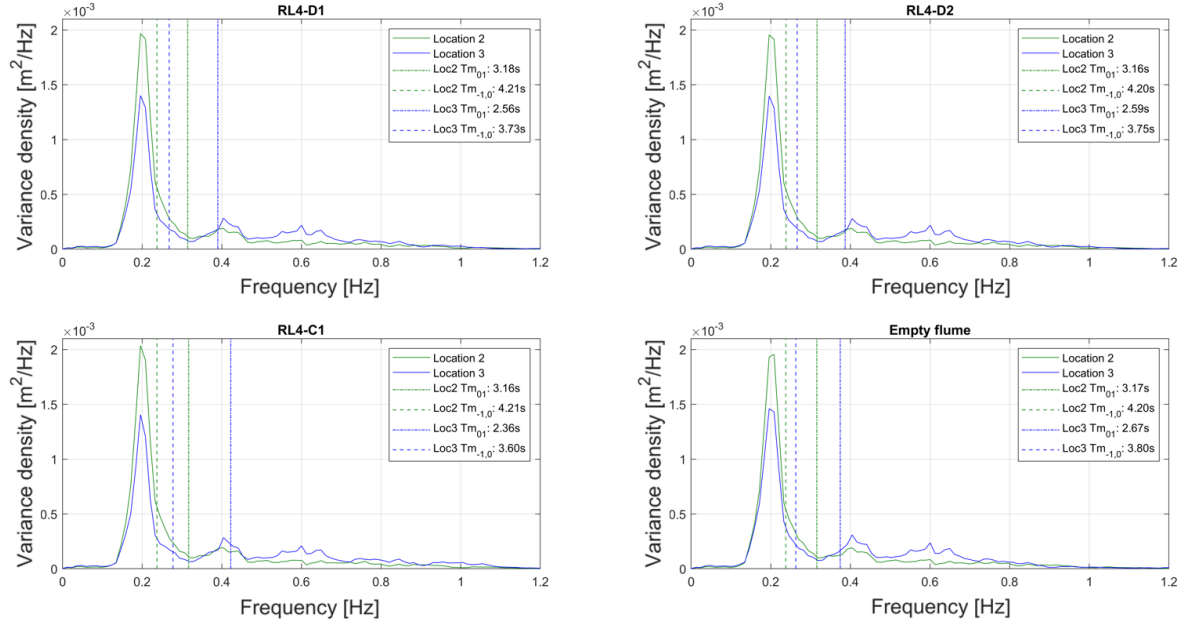 RL4-D1
×10⁻³
Variance density [m²/Hz]
2
1.5
1
0.5
0
0 0.2 0.4 0.6 0.8 1 1.2
Frequency [Hz]
Location 2
Location 3
Loc2 Tm₀₁: 3.18s
Loc2 Tm₋₁,₀: 4.21s
Loc3 Tm₀₁: 2.56s
Loc3 Tm₋₁,₀: 3.73s
RL4-D2
×10⁻³
Variance density [m²/Hz]
2
1.5
1
0.5
0
0 0.2 0.4 0.6 0.8 1 1.2
Frequency [Hz]
Location 2
Location 3
Loc2 Tm₀₁: 3.16s
Loc2 Tm₋₁,₀: 4.20s
Loc3 Tm₀₁: 2.59s
Loc3 Tm₋₁,₀: 3.75s
RL4-C1
×10⁻³
Variance density [m²/Hz]
2
1.5
1
0.5
0
0 0.2 0.4 0.6 0.8 1 1.2
Frequency [Hz]
Location 2
Location 3
Loc2 Tm₀₁: 3.16s
Loc2 Tm₋₁,₀: 4.21s
Loc3 Tm₀₁: 2.36s
Loc3 Tm₋₁,₀: 3.60s
Empty flume
×10⁻³
Variance density [m²/Hz]
2
1.5
1
0.5
0
0 0.2 0.4 0.6 0.8 1 1.2
Frequency [Hz]
Location 2
Location 3
Loc2 Tm₀₁: 3.17s
Loc2 Tm₋₁,₀: 4.20s
Loc3 Tm₀₁: 2.67s
Loc3 Tm₋₁,₀: 3.80s